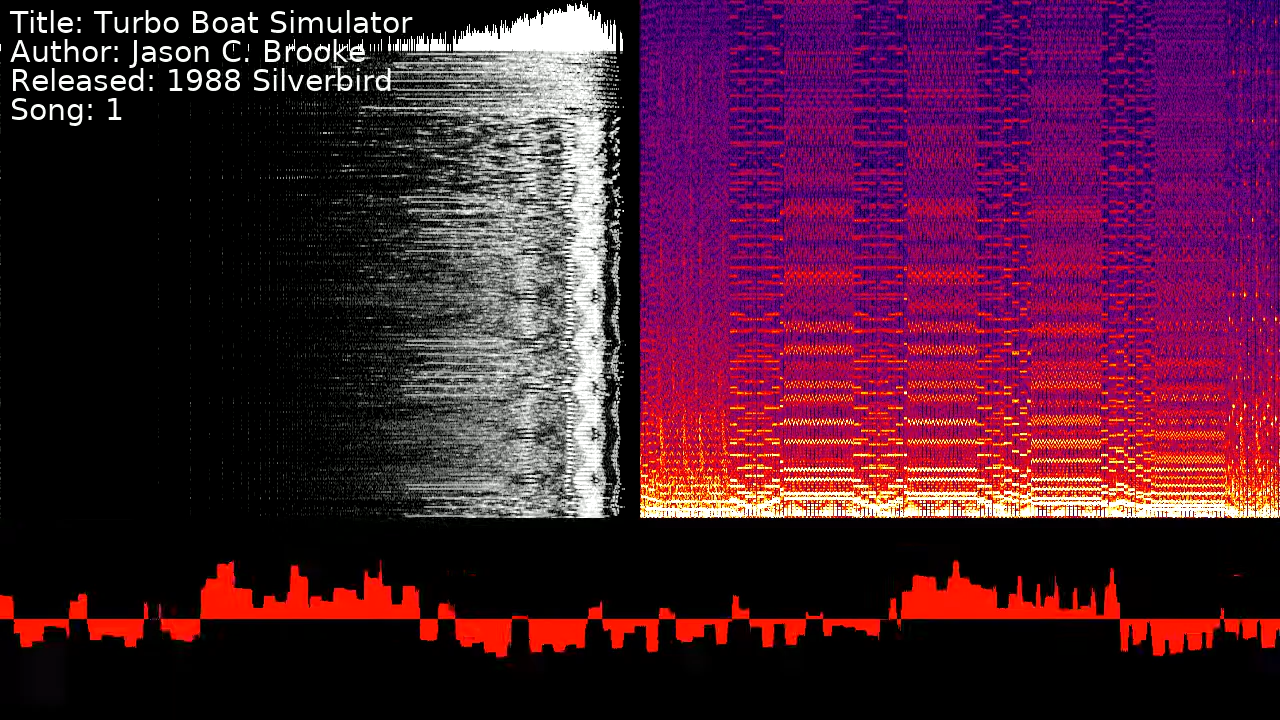 Title: Turbo Boat Simulator
Author: Jason C. Brooke
Released: 1988 Silverbird
Song: 1